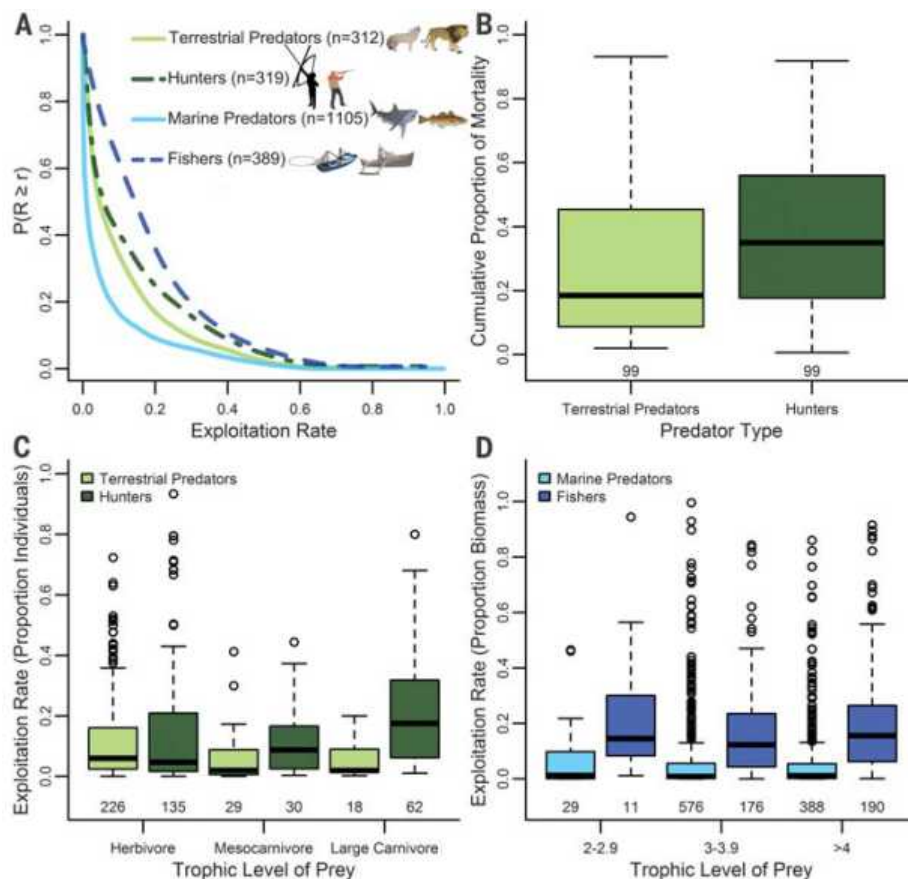 A
Terrestrial Predators (n=312)
Hunters (n=319)
Marine Predators (n=1105)
Fishers (n=389)
P(R ≥ r)
0.0 0.2 0.4 0.6 0.8 1.0
0.0 0.2 0.4 0.6 0.8 1.0
Exploitation Rate
B
Cumulative Proportion of Mortality
0.0 0.2 0.4 0.6 0.8 1.0
99 99
Terrestrial Predators Hunters
Predator Type
C
Terrestrial Predators
Hunters
Exploitation Rate (Proportion Individuals)
0.0 0.2 0.4 0.6 0.8 1.0
226 135 29 30 18 62
Herbivore Mesocarnivore Large Carnivore
Trophic Level of Prey
D
Marine Predators
Fishers
Exploitation Rate (Proportion Biomass)
0.0 0.2 0.4 0.6 0.8 1.0
29 11 576 176 388 190
2-2.9 3-3.9 >4
Trophic Level of Prey